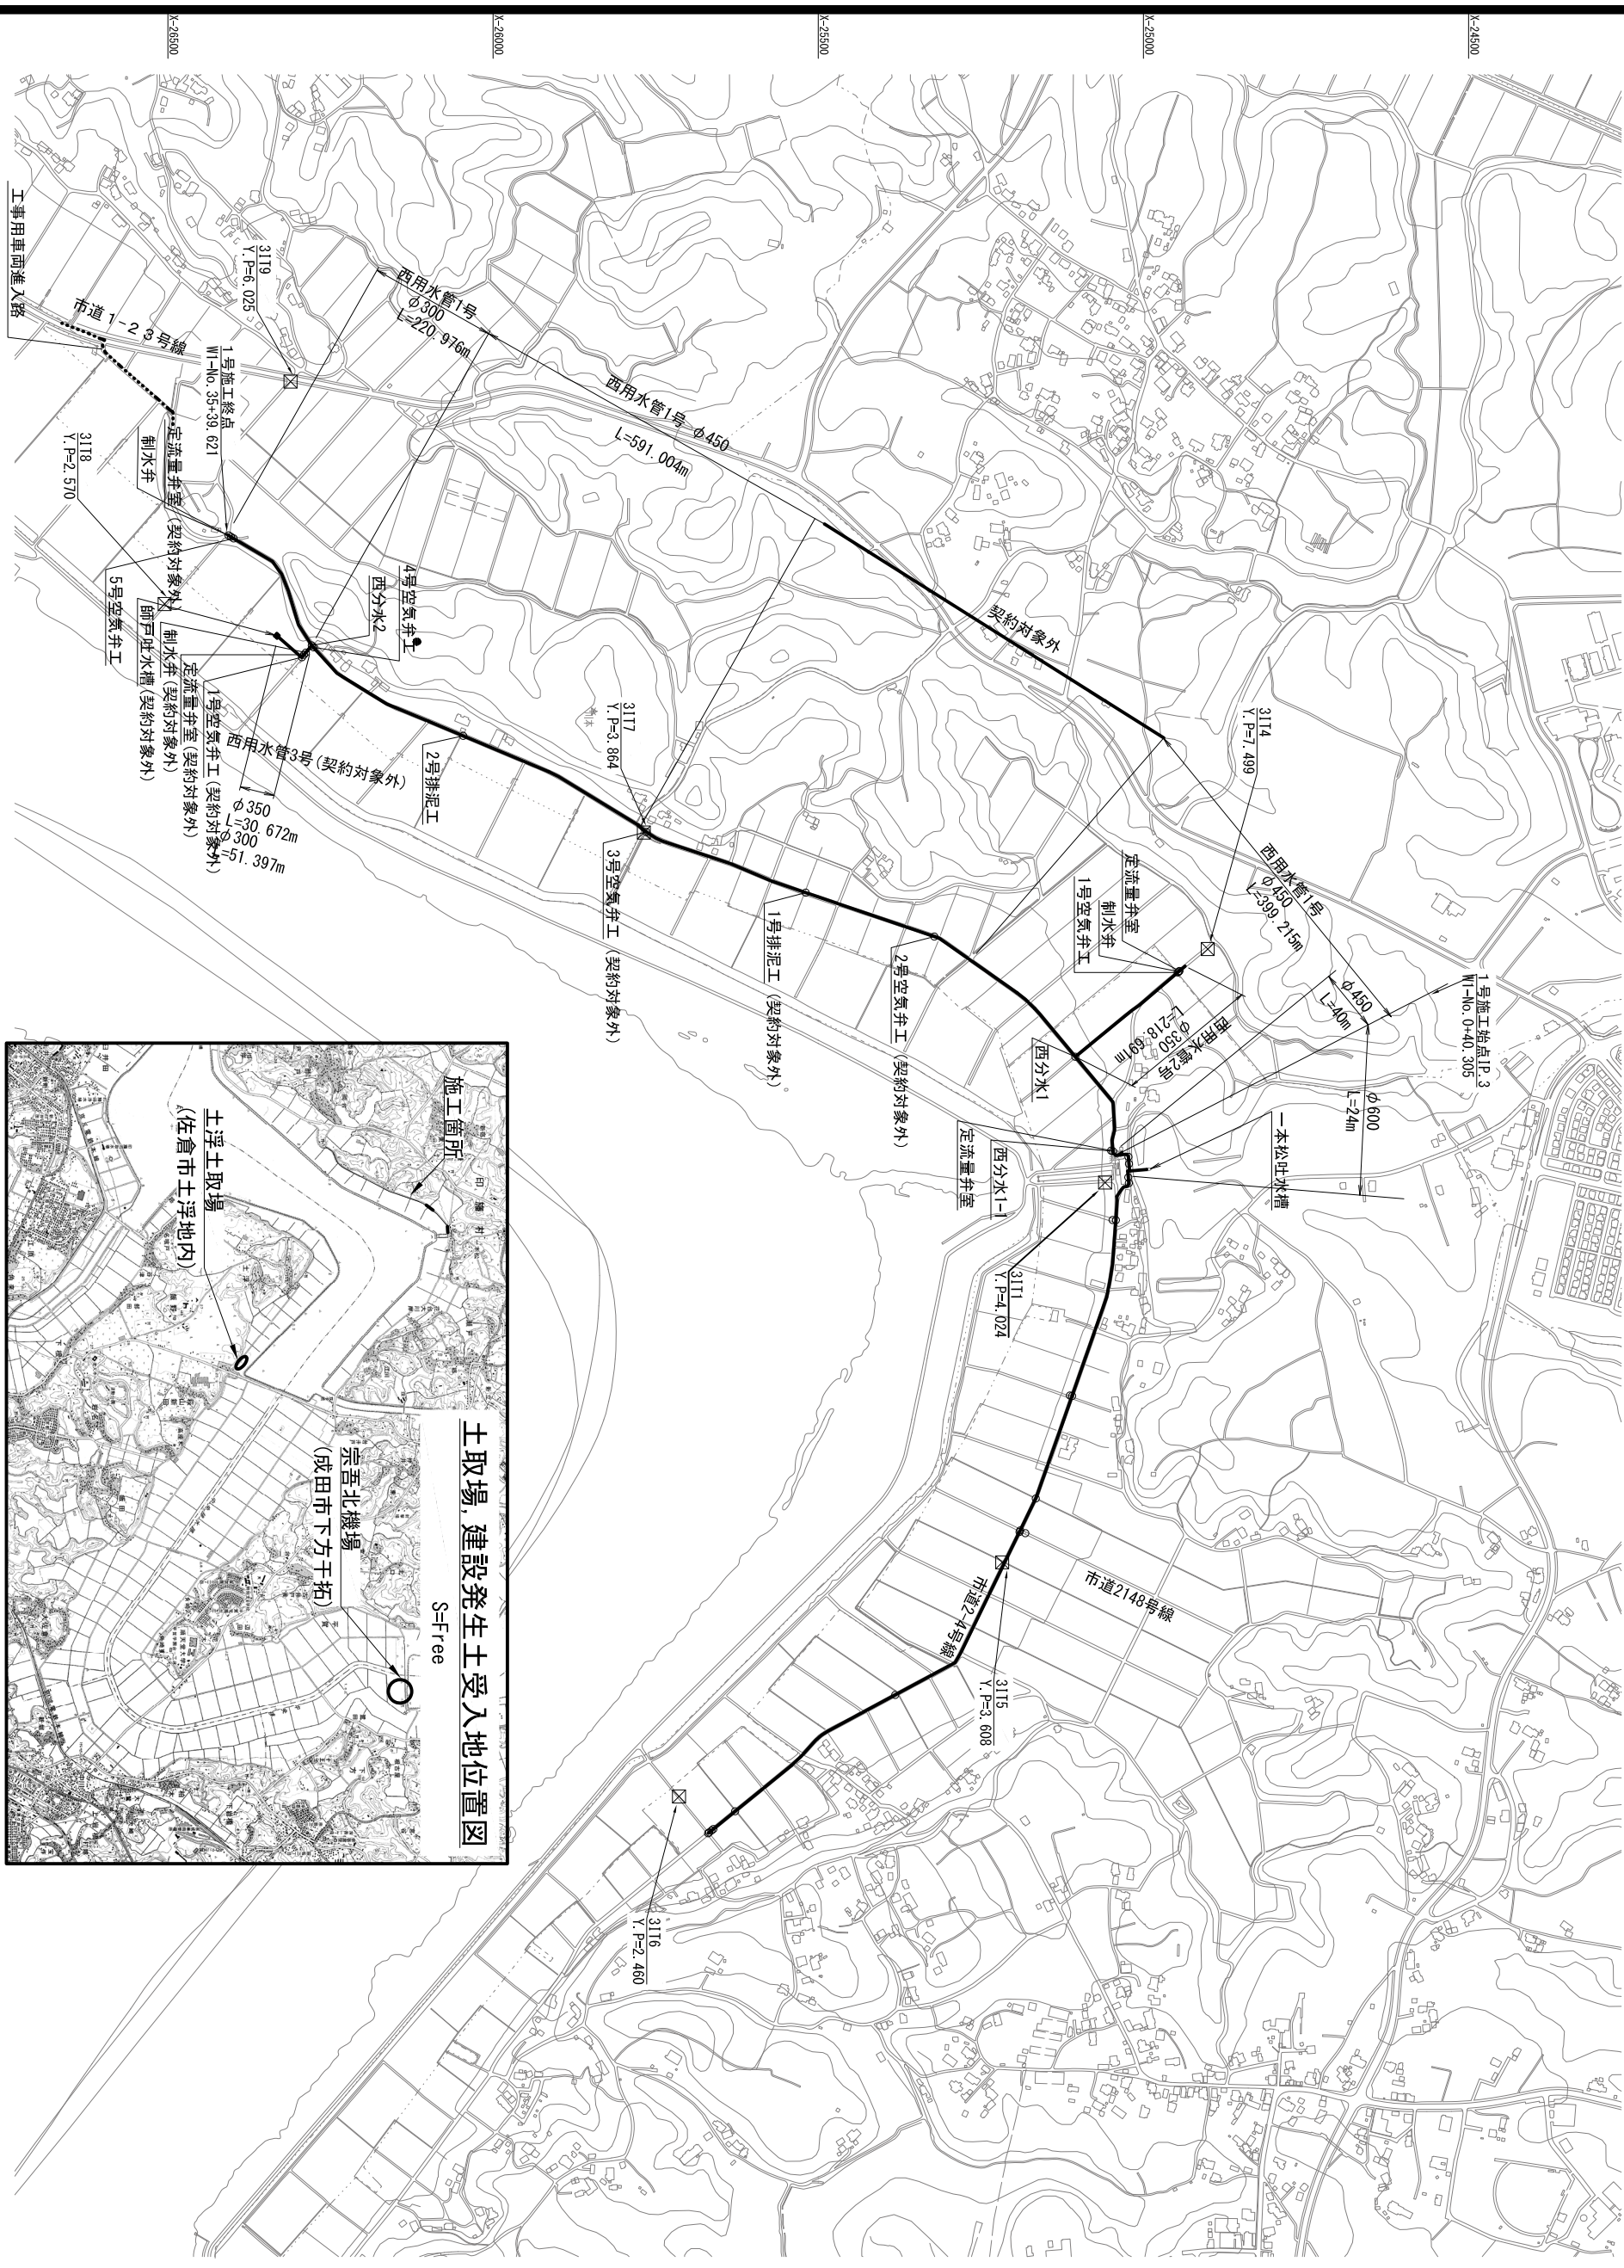 X-26500
X-26000
X-25500
X-25000
X-24500
工事用車両進入路
市道1-23号線
3IT9
Y.P=6.025
西用水管1号
φ300
L=220.976m
西用水管1号 φ450
L=591.004m
契約対象外
1号施工終点
W1-No.35+39.621
定流量弁室 (契約対象外)
制水弁
3IT8
Y.P=2.570
5号空気弁工
師戸吐水槽(契約対象外)
制水弁(契約対象外)
定流量弁室(契約対象外)
1号空気弁工(契約対象外)
西用水管3号(契約対象外)
φ350
L=30.672m
φ300
L=51.397m
4号空気弁工
西分水2
2号排泥工
3IT7
Y.P=3.864
3号空気弁工 (契約対象外)
1号排泥工 (契約対象外)
2号空気弁工 (契約対象外)
3IT4
Y.P=7.499
定流量弁室
制水弁
1号空気弁工
西用水管1号
φ450
L=399.215m
西用水管2号
φ350
L=218.691m
西分水1
1号施工始点IP.3
W1-No.0+40.305
φ450
L=40m
φ600
L=24m
一本松吐水槽
西分水1-1
定流量弁室
3IT1
Y.P=4.024
市道2148号線
市道2-4号線
3IT5
Y.P=3.608
3IT6
Y.P=2.460
土取場,建設発生土受入地位置図
S=Free
施工箇所
土浮土取場
(佐倉市土浮地内)
宗吾北機場
(成田市下方干拓)